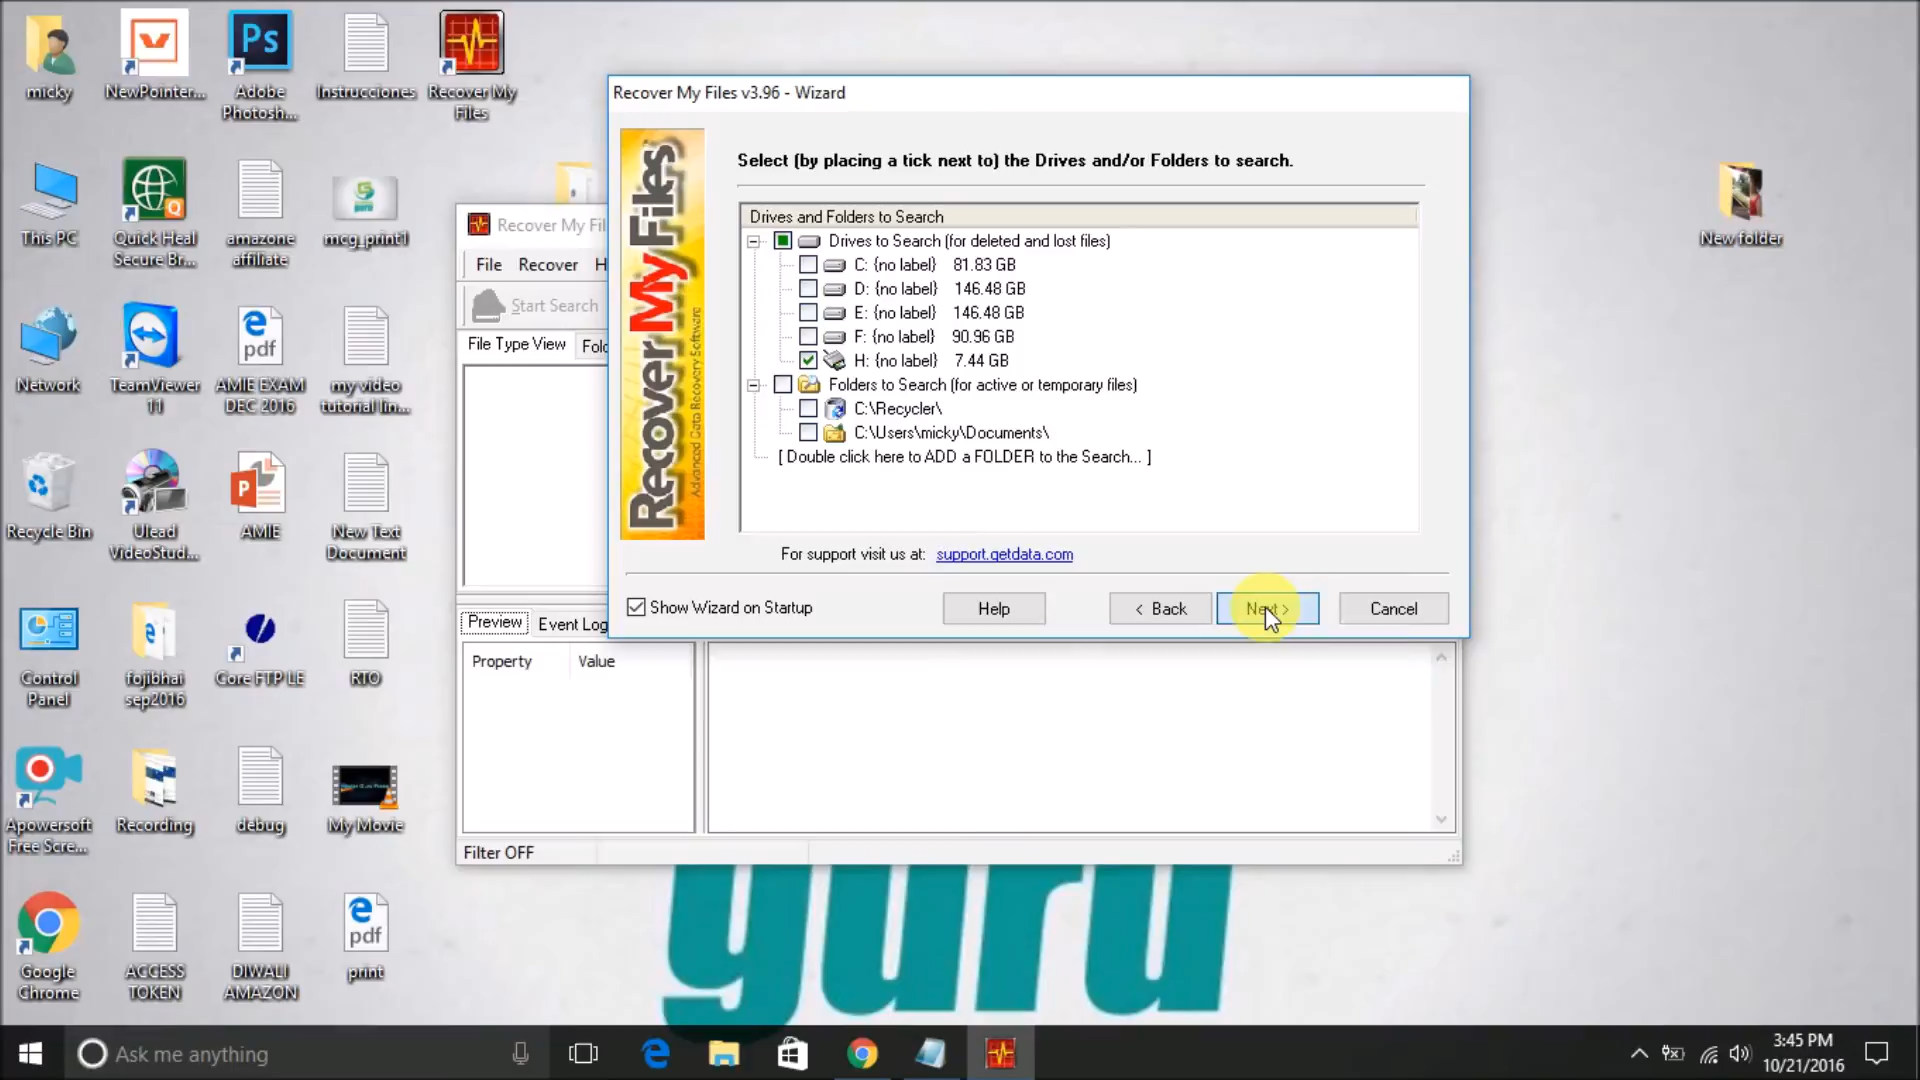 micky
NewPointer...
Ps
Adobe
Photosh...
Instrucciones
Recover My
Files
This PC
Quick Heal
Secure Br...
amazone
affiliate
mcg_print1
Network
TeamViewer
11
pdf
AMIE EXAM
DEC 2016
my video
tutorial lin...
Recycle Bin
Ulead
VideoStud...
AMIE
New Text
Document
Control
Panel
fojibhai
sep2016
Core FTP LE
RTO
Apowersoft
Free Scre...
Recording
debug
My Movie
Google
Chrome
ACCESS
TOKEN
DIWALI
AMAZON
pdf
print
New folder
Recover My Fil
File Recover H
Start Search
File Type View Fold
Preview Event Log
Property Value
Filter OFF
Recover My Files v3.96 - Wizard
Recover My Files
Advanced Data Recovery Software
Select (by placing a tick next to) the Drives and/or Folders to search.
Drives and Folders to Search
Drives to Search (for deleted and lost files)
C: {no label} 81.83 GB
D: {no label} 146.48 GB
E: {no label} 146.48 GB
F: {no label} 90.96 GB
H: {no label} 7.44 GB
Folders to Search (for active or temporary files)
C:\Recycler\
C:\Users\micky\Documents\
[ Double click here to ADD a FOLDER to the Search... ]
For support visit us at: support.getdata.com
Show Wizard on Startup
Help
< Back
Next >
Cancel
guru
Ask me anything
3:45 PM
10/21/2016